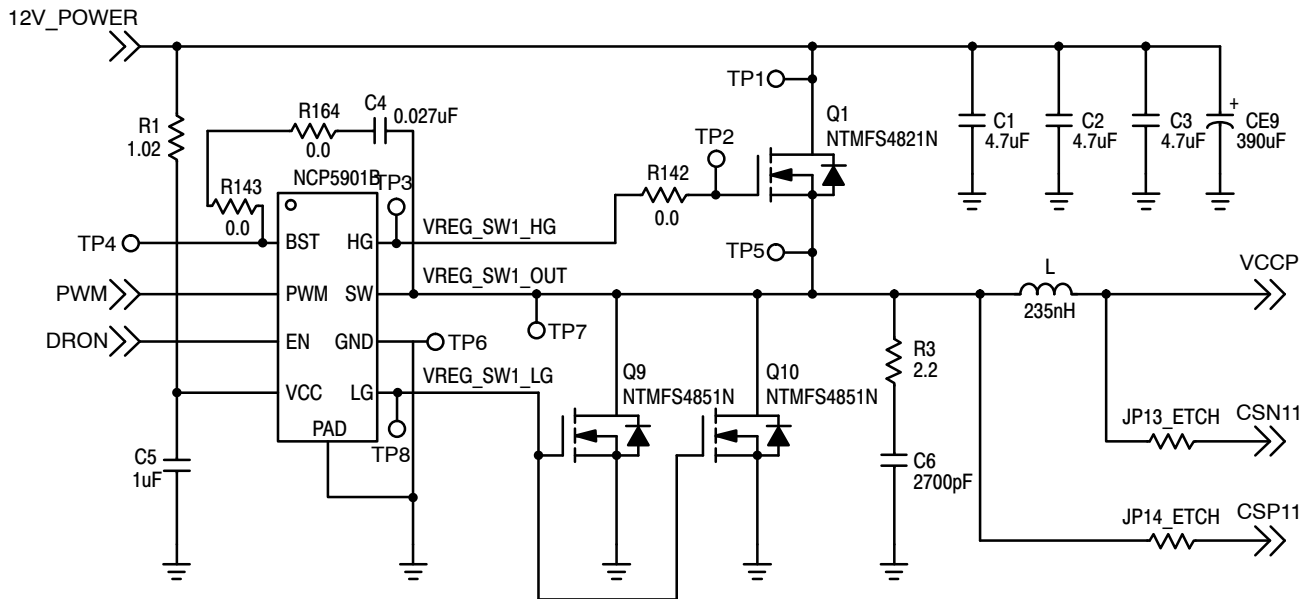 12V_POWER
TP1
R164
C4
0.027uF
0.0
R1
1.02
Q1
NTMFS4821N
C1
4.7uF
C2
4.7uF
C3
4.7uF
+
CE9
390uF
TP2
NCP5901B
TP3
R143
0.0
R142
0.0
TP4
BST
HG
VREG_SW1_HG
TP5
VREG_SW1_OUT
L
235nH
VCCP
PWM
PWM
SW
TP7
DRON
EN
GND
TP6
R3
2.2
VREG_SW1_LG
Q9
NTMFS4851N
Q10
NTMFS4851N
VCC
LG
PAD
TP8
JP13_ETCH
CSN11
C5
1uF
C6
2700pF
JP14_ETCH
CSP11